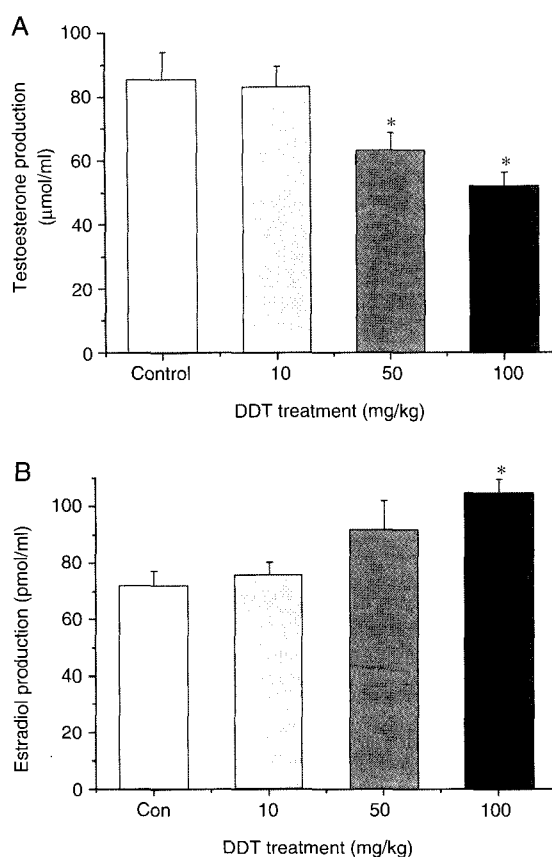 A
100
Testoesterone production
(µmol/ml)
80
*
60
*
40
20
0
Control
10
50
100
DDT treatment (mg/kg)
B
*
100
Estradiol production (pmol/ml)
80
60
40
20
0
Con
10
50
100
DDT treatment (mg/kg)